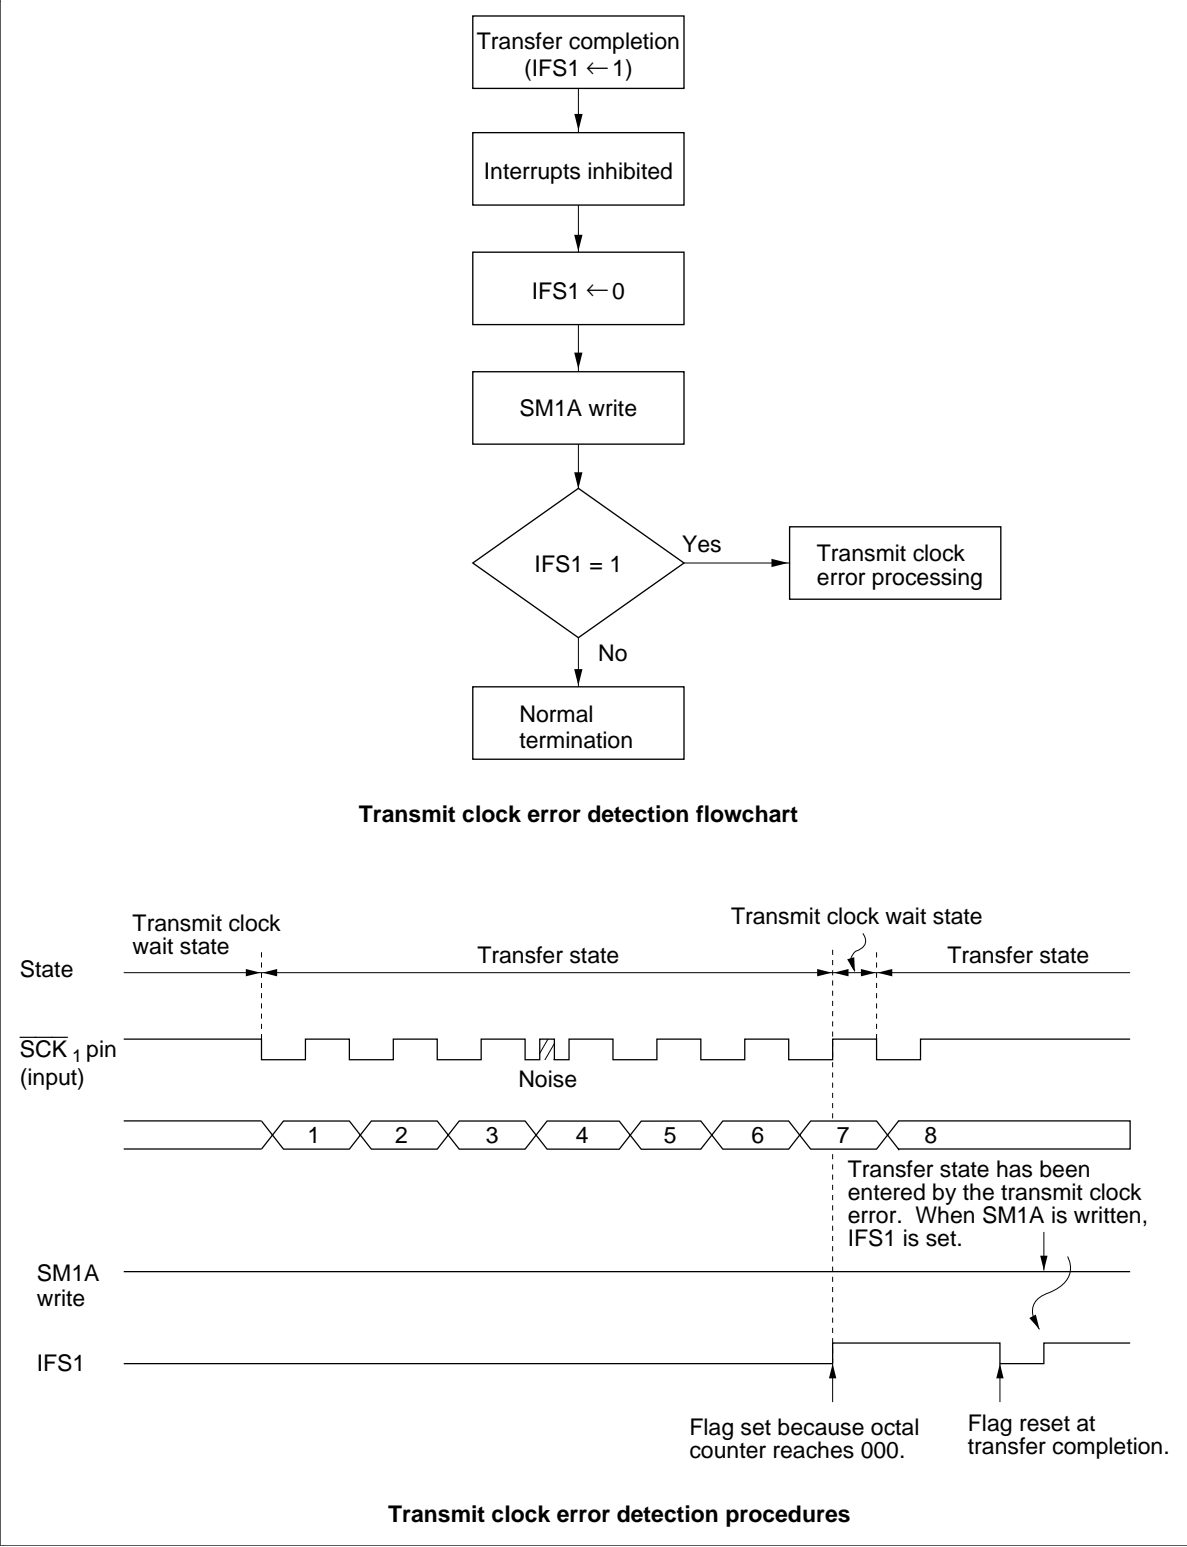 Transfer completion
(IFS1 ← 1)
Interrupts inhibited
IFS1 ← 0
SM1A write
IFS1 = 1
Yes
Transmit clock
error processing
No
Normal
termination
Transmit clock error detection flowchart
Transmit clock
wait state
Transmit clock wait state
State
Transfer state
Transfer state
SCK 1 pin
(input)
Noise
1 2 3 4 5 6 7 8
Transfer state has been
entered by the transmit clock
error. When SM1A is written,
IFS1 is set.
SM1A
write
IFS1
Flag set because octal
counter reaches 000.
Flag reset at
transfer completion.
Transmit clock error detection procedures